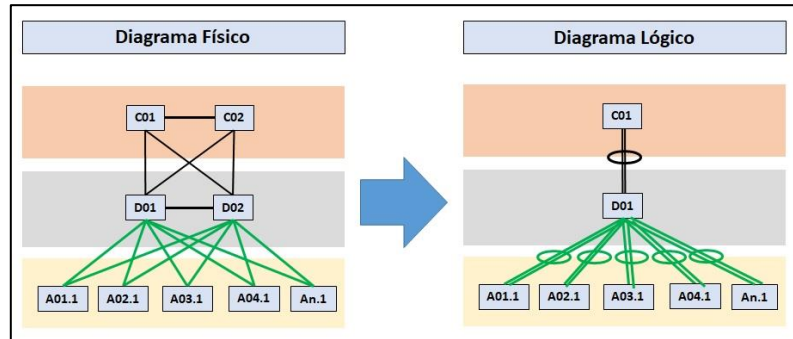 Diagrama Físico
Diagrama Lógico
C01
C02
C01
D01
D02
D01
A01.1
A02.1
A03.1
A04.1
An.1
A01.1
A02.1
A03.1
A04.1
An.1